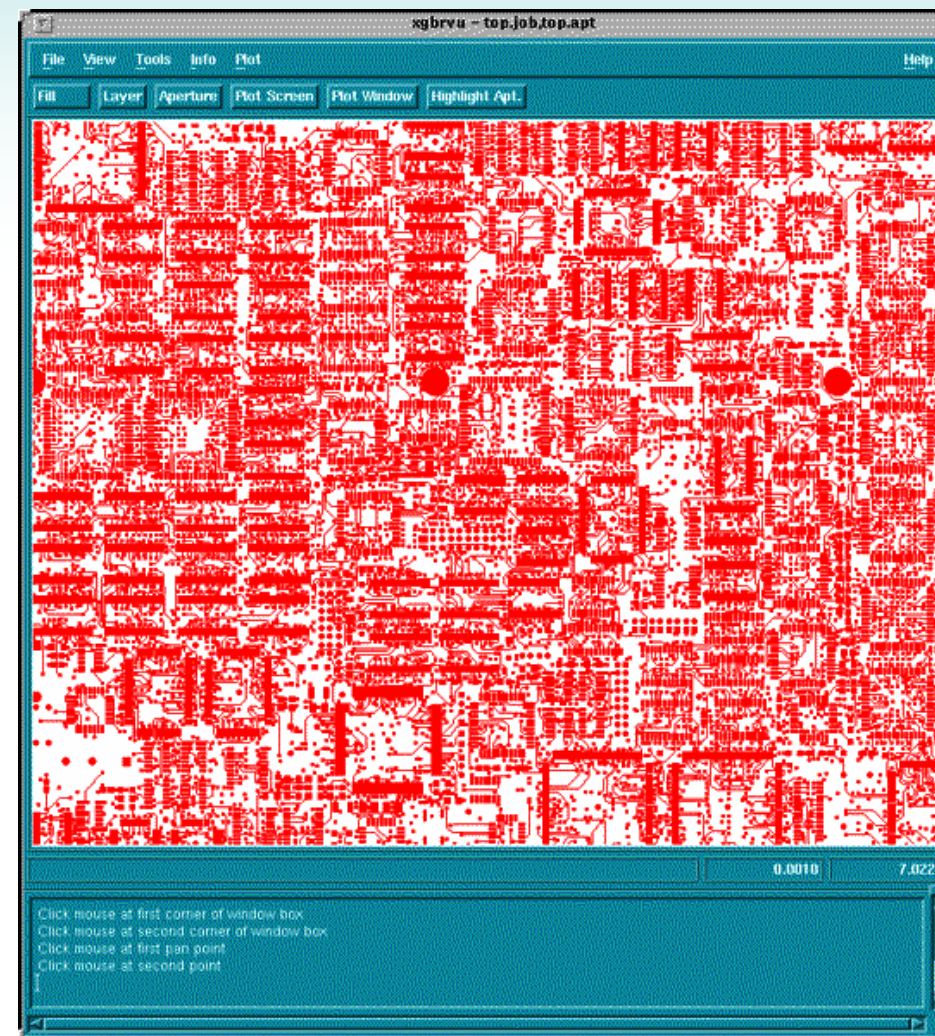 xgbrvu - top.job,top.apt
File View Tools Info Plot Help
Fill Layer Aperture Plot Screen Plot Window Highlight Apt.
0.0010 7.022
Click mouse at first corner of window box
Click mouse at second corner of window box
Click mouse at first pan point
Click mouse at second point